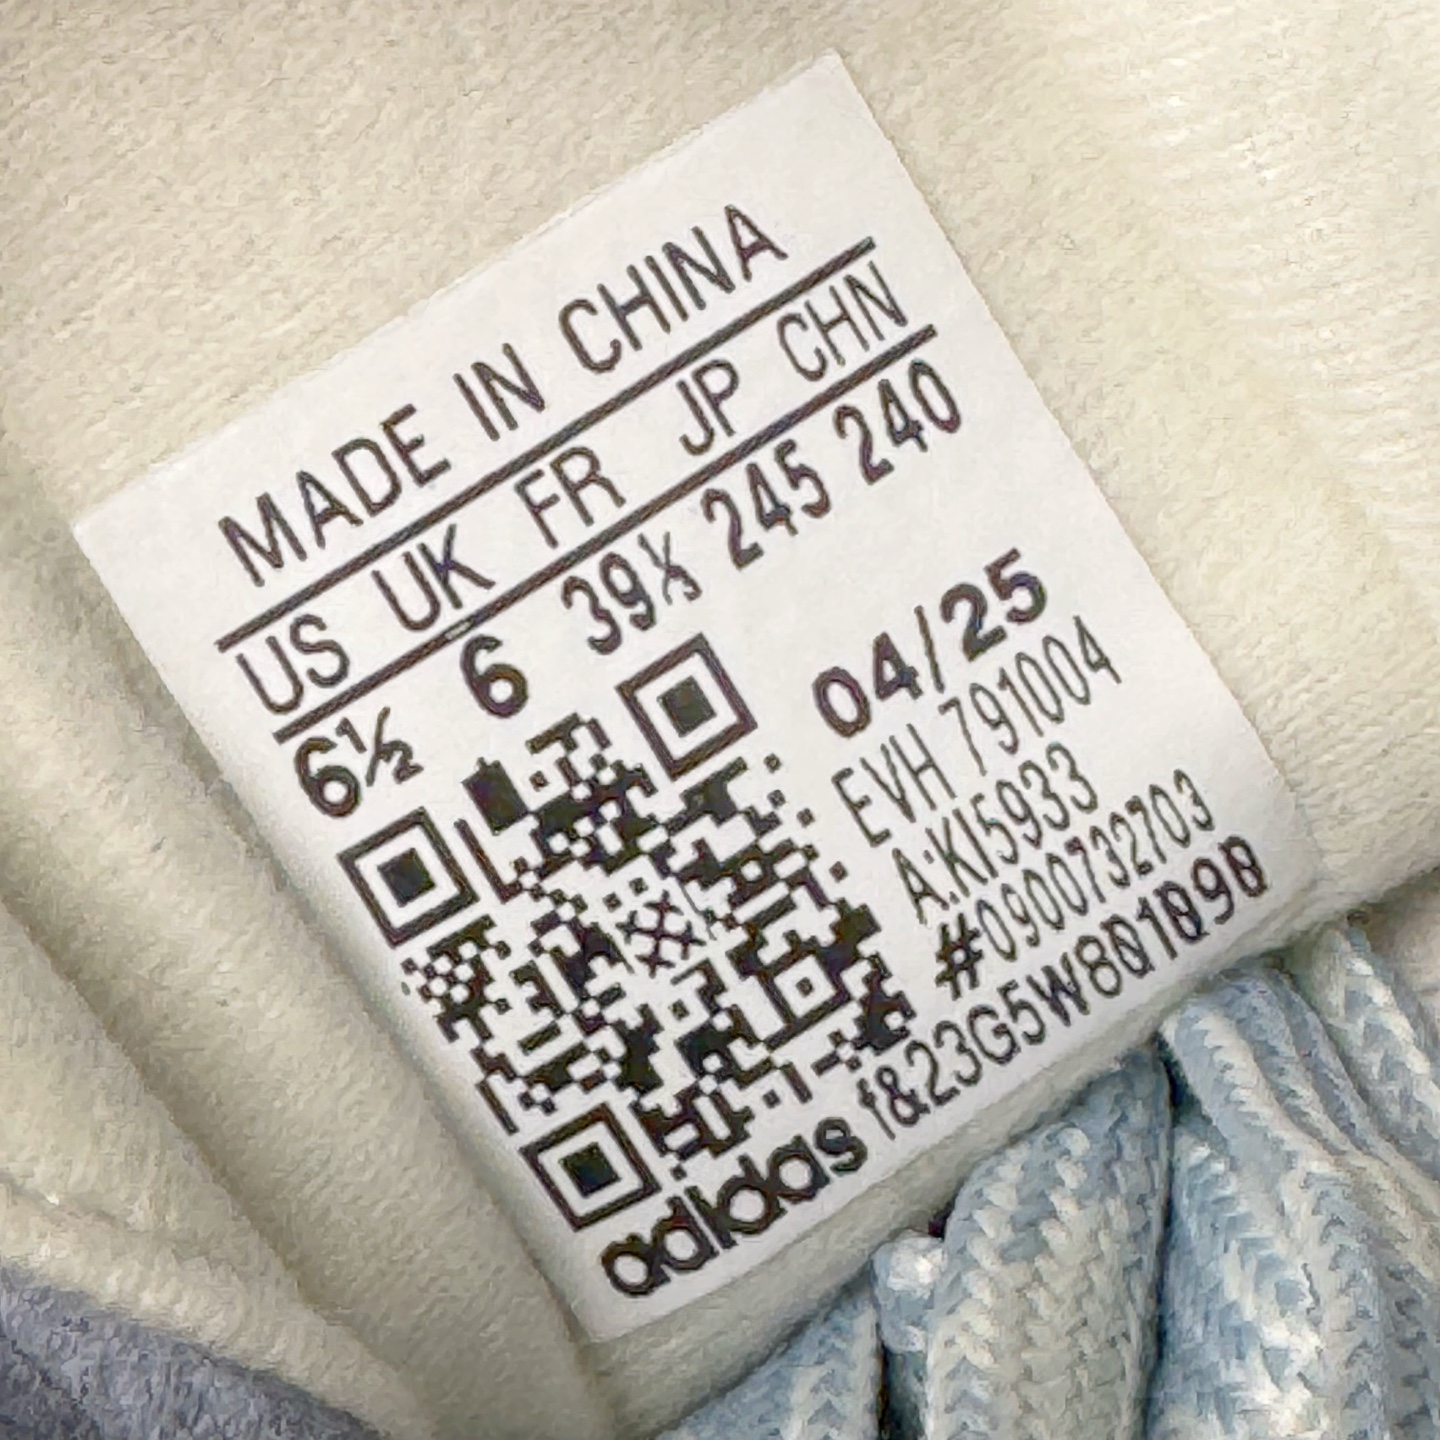 MADE IN CHINA
US UK FR JP CHN
6½ 6 39⅓ 245 240
04/25
EVH 791004
A:KI5933
#0900732703
adidas f&23G5W8Q1090